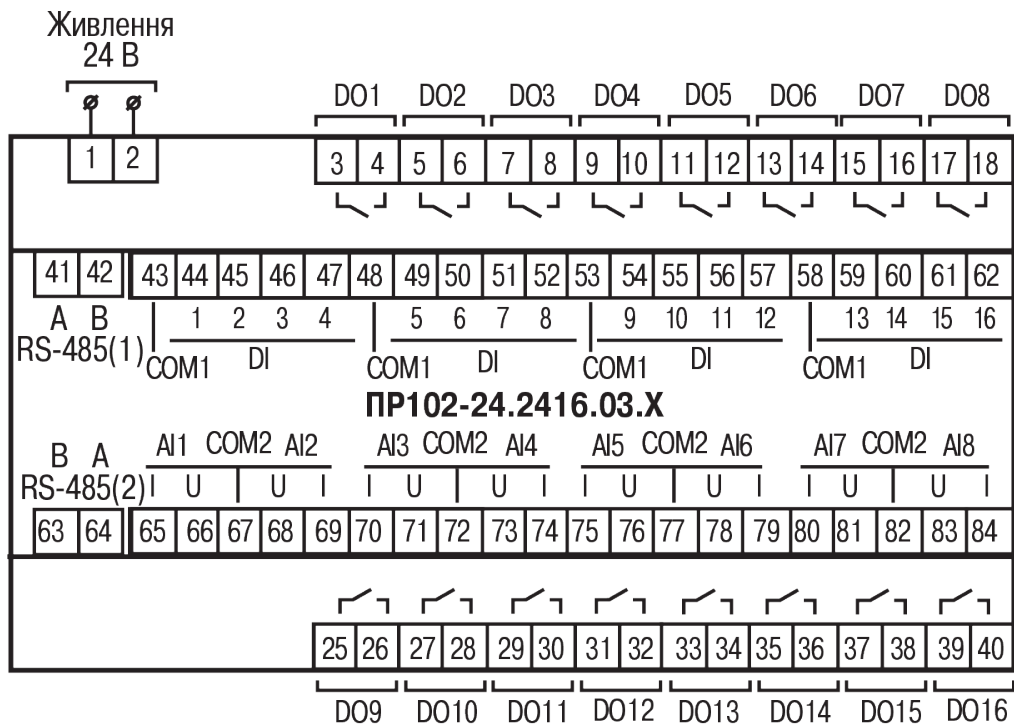 Живлення
24 В
DO1 DO2 DO3 DO4 DO5 DO6 DO7 DO8
1 2 3 4 5 6 7 8 9 10 11 12 13 14 15 16 17 18
41 42 43 44 45 46 47 48 49 50 51 52 53 54 55 56 57 58 59 60 61 62
A B 1 2 3 4 5 6 7 8 9 10 11 12 13 14 15 16
RS-485(1) COM1 DI COM1 DI COM1 DI COM1 DI
ПР102-24.2416.03.X
B A AI1 COM2 AI2 AI3 COM2 AI4 AI5 COM2 AI6 AI7 COM2 AI8
RS-485(2) I U U I I U U I I U U I I U U I
63 64 65 66 67 68 69 70 71 72 73 74 75 76 77 78 79 80 81 82 83 84
25 26 27 28 29 30 31 32 33 34 35 36 37 38 39 40
DO9 DO10 DO11 DO12 DO13 DO14 DO15 DO16